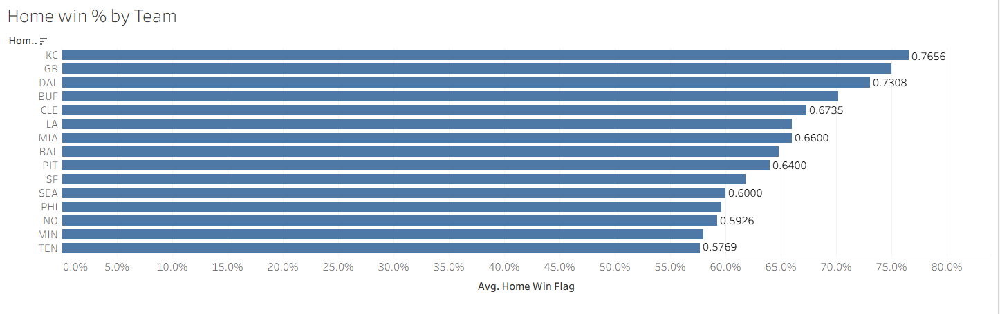 Home win % by Team
Hom..
KC 0.7656
GB
DAL 0.7308
BUF
CLE 0.6735
LA
MIA 0.6600
BAL
PIT 0.6400
SF
SEA 0.6000
PHI
NO 0.5926
MIN
TEN 0.5769
0.0% 5.0% 10.0% 15.0% 20.0% 25.0% 30.0% 35.0% 40.0% 45.0% 50.0% 55.0% 60.0% 65.0% 70.0% 75.0% 80.0%
Avg. Home Win Flag